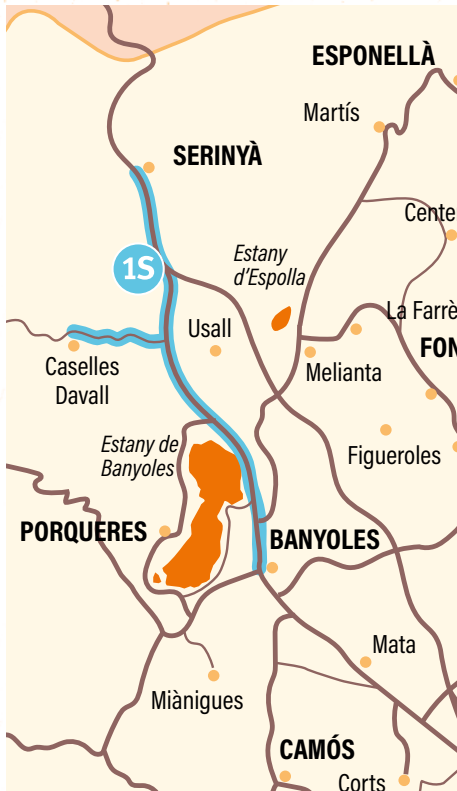 ESPONELLÀ
Martís
SERINYÀ
Cente
Estany
d'Espolla
1S
La Farrè
Usall
FON
Caselles
Davall
Melianta
Estany de
Banyoles
Figueroles
PORQUERES
BANYOLES
Mata
Miànigues
CAMÓS
Corts